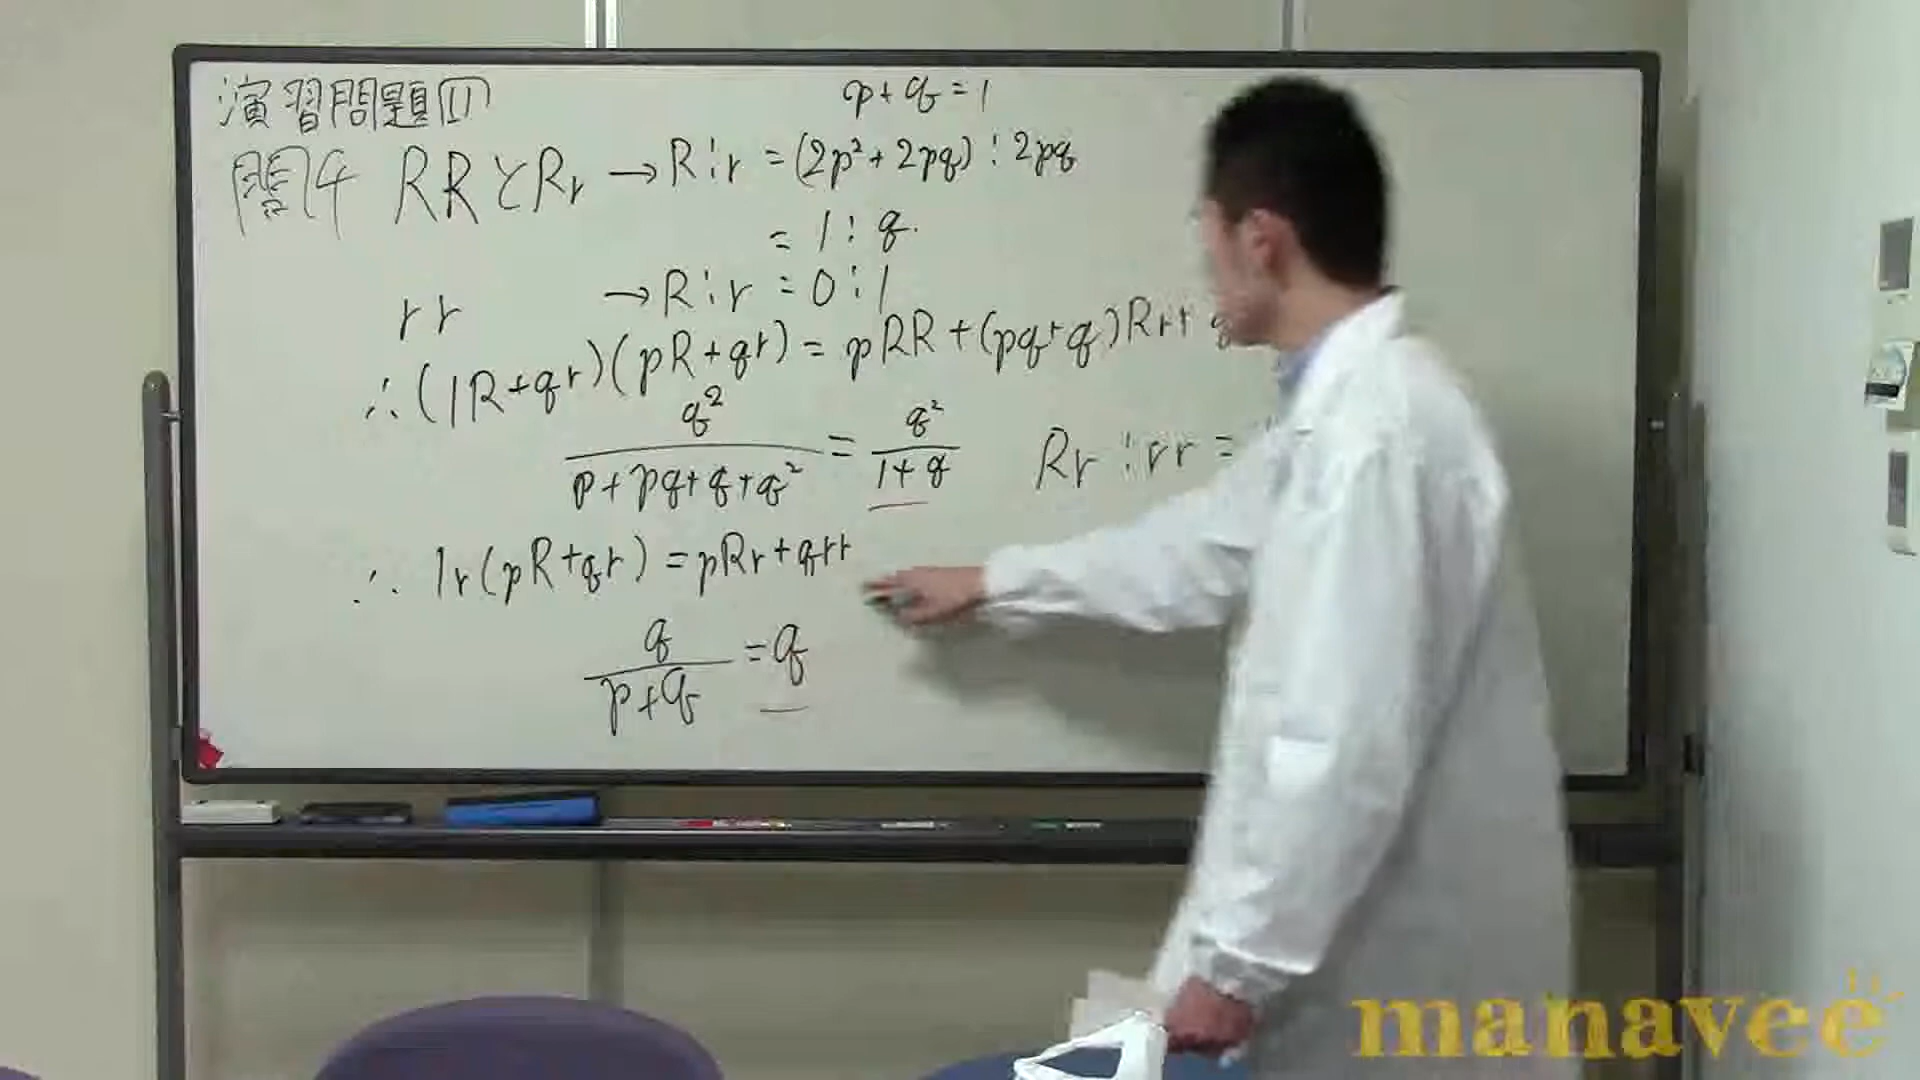 演習問題 1
p+q=1
問4 RRとRr →R:r =(2p²+2pq):2pq
=1:q.
rr →R:r =0:1
∴(1R+qr)(pR+qr)=pRR+(pq+q)Rr+q
q²/(p+pq+q+q²)=q²/(1+q) Rr:rr=
∴ 1r(pR+qr)=pRr+qrr
q/(p+q)=q
manavee